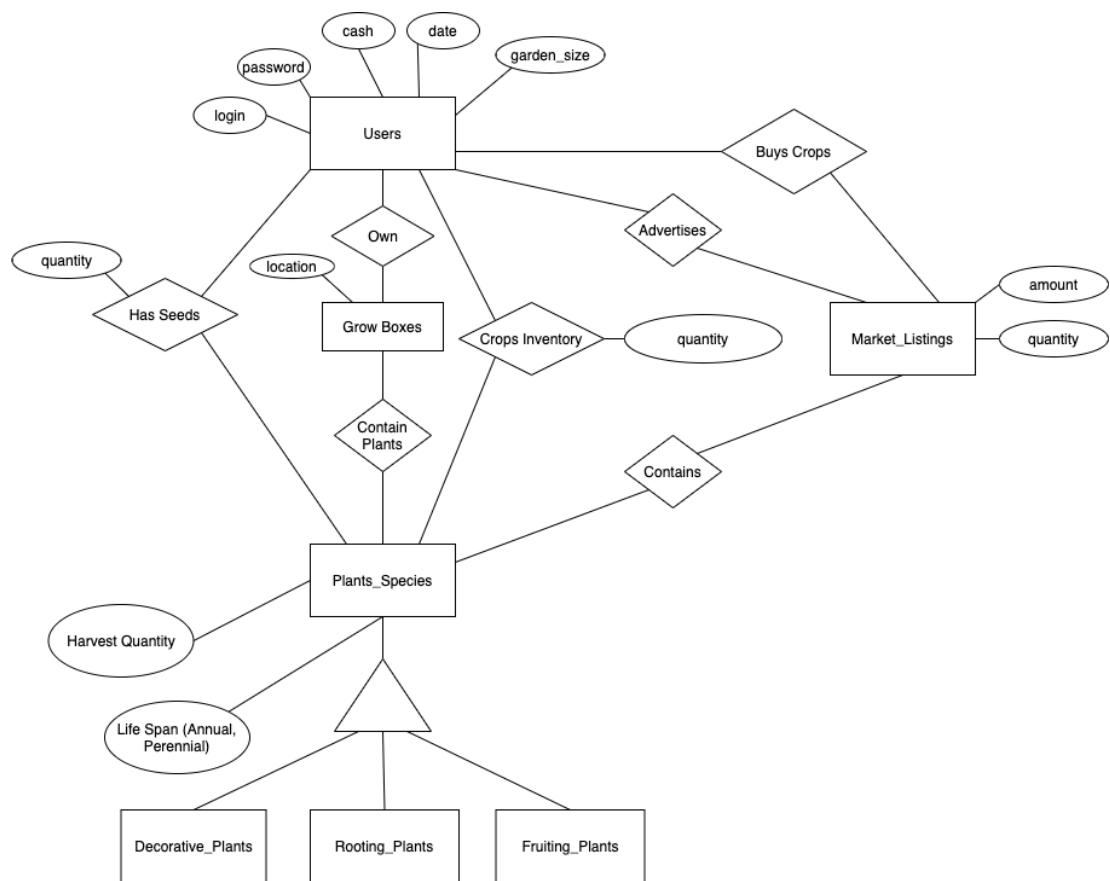 cash
date
garden_size
password
login
Users
Buys Crops
Own
Advertises
quantity
location
amount
Has Seeds
Grow Boxes
Crops Inventory
quantity
Market_Listings
quantity
Contain
Plants
Contains
Plants_Species
Harvest Quantity
Life Span (Annual,
Perennial)
Decorative_Plants
Rooting_Plants
Fruiting_Plants